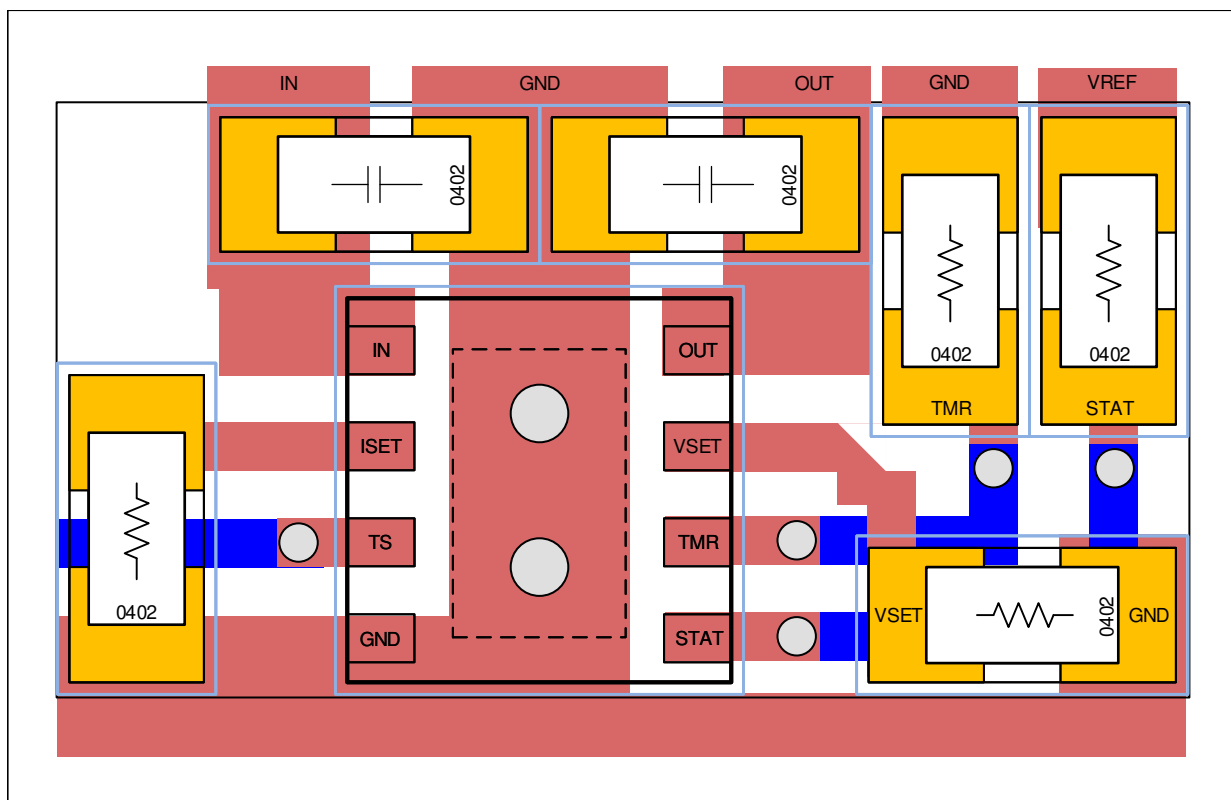 IN
GND
OUT
GND
VREF
0402
0402
0402
0402
TMR
STAT
IN
OUT
ISET
VSET
TS
TMR
0402
GND
STAT
VSET
0402
GND